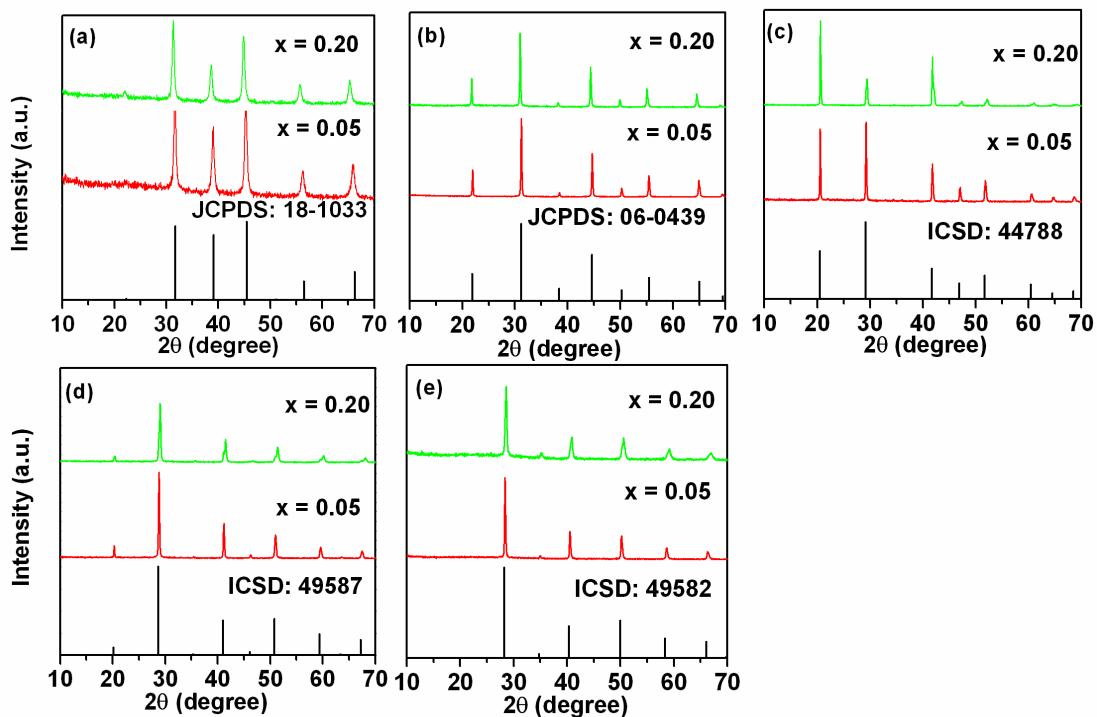 (a)
x = 0.20
x = 0.05
JCPDS: 18-1033
10 20 30 40 50 60 70
2θ (degree)
Intensity (a.u.)
(b)
x = 0.20
x = 0.05
JCPDS: 06-0439
10 20 30 40 50 60 70
2θ (degree)
(c)
x = 0.20
x = 0.05
ICSD: 44788
10 20 30 40 50 60 70
2θ (degree)
(d)
x = 0.20
x = 0.05
ICSD: 49587
10 20 30 40 50 60 70
2θ (degree)
Intensity (a.u.)
(e)
x = 0.20
x = 0.05
ICSD: 49582
10 20 30 40 50 60 70
2θ (degree)